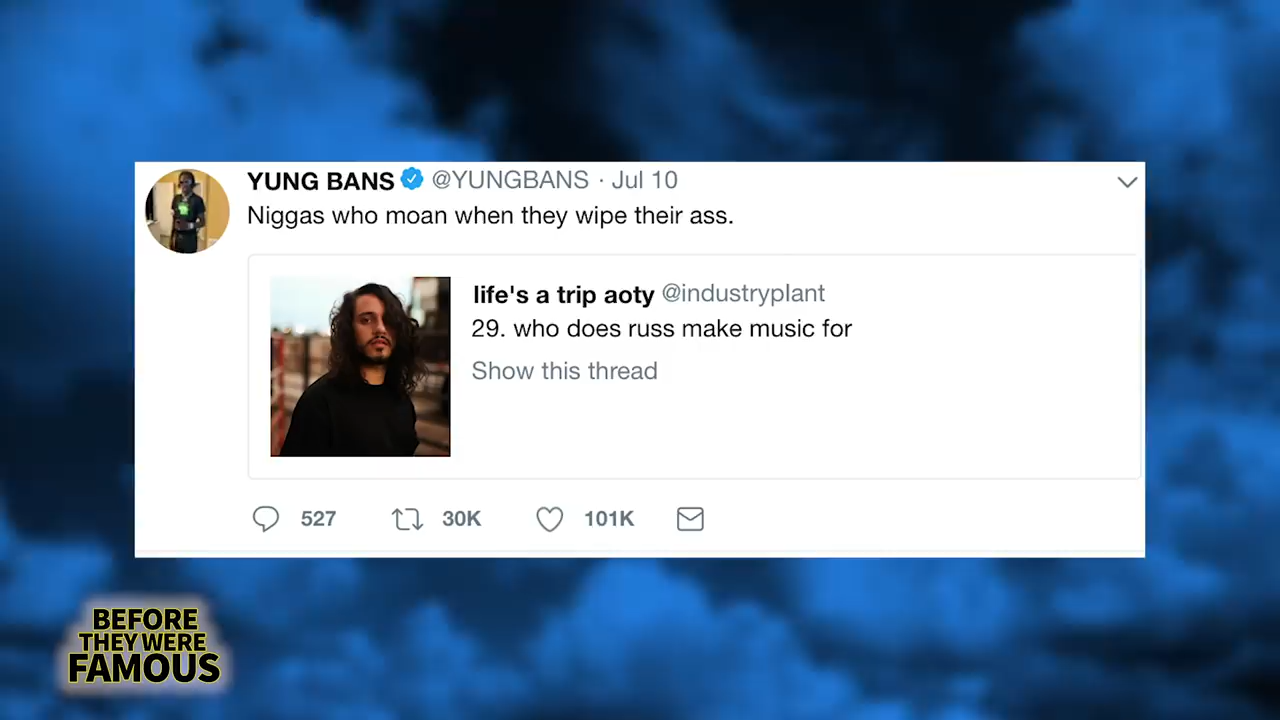 YUNG BANS @YUNGBANS · Jul 10
Niggas who moan when they wipe their ass.
life's a trip aoty @industryplant
29. who does russ make music for
Show this thread
527 30K 101K
BEFORE
THEY WERE
FAMOUS